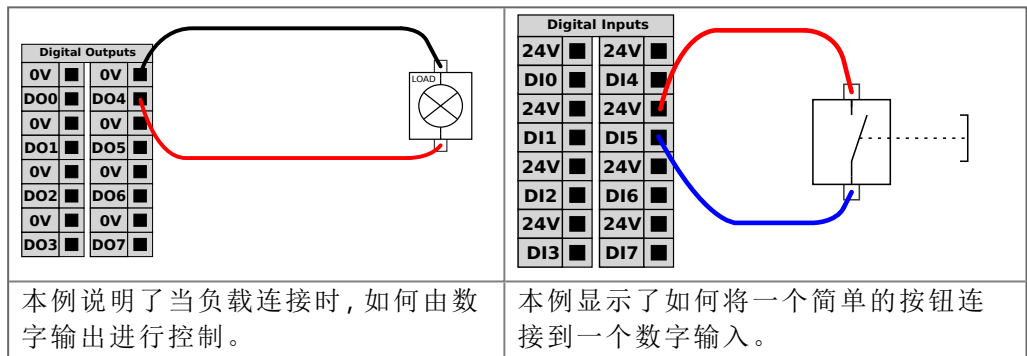 Digital Outputs
0V 0V
DO0 DO4
0V 0V
DO1 DO5
0V 0V
DO2 DO6
0V 0V
DO3 DO7
LOAD
本例说明了当负载连接时,如何由数
字输出进行控制。
Digital Inputs
24V 24V
DI0 DI4
24V 24V
DI1 DI5
24V 24V
DI2 DI6
24V 24V
DI3 DI7
本例显示了如何将一个简单的按钮连
接到一个数字输入。